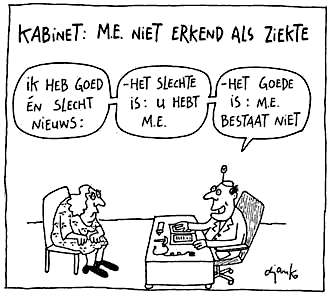 KABINET: M.E. NIET ERKEND ALS ZIEKTE
IK HEB GOED
ÉN SLECHT
NIEUWS:
-HET SLECHTE
IS: U HEBT
M.E.
-HET GOEDE
IS: M.E.
BESTAAT NIET
djanko